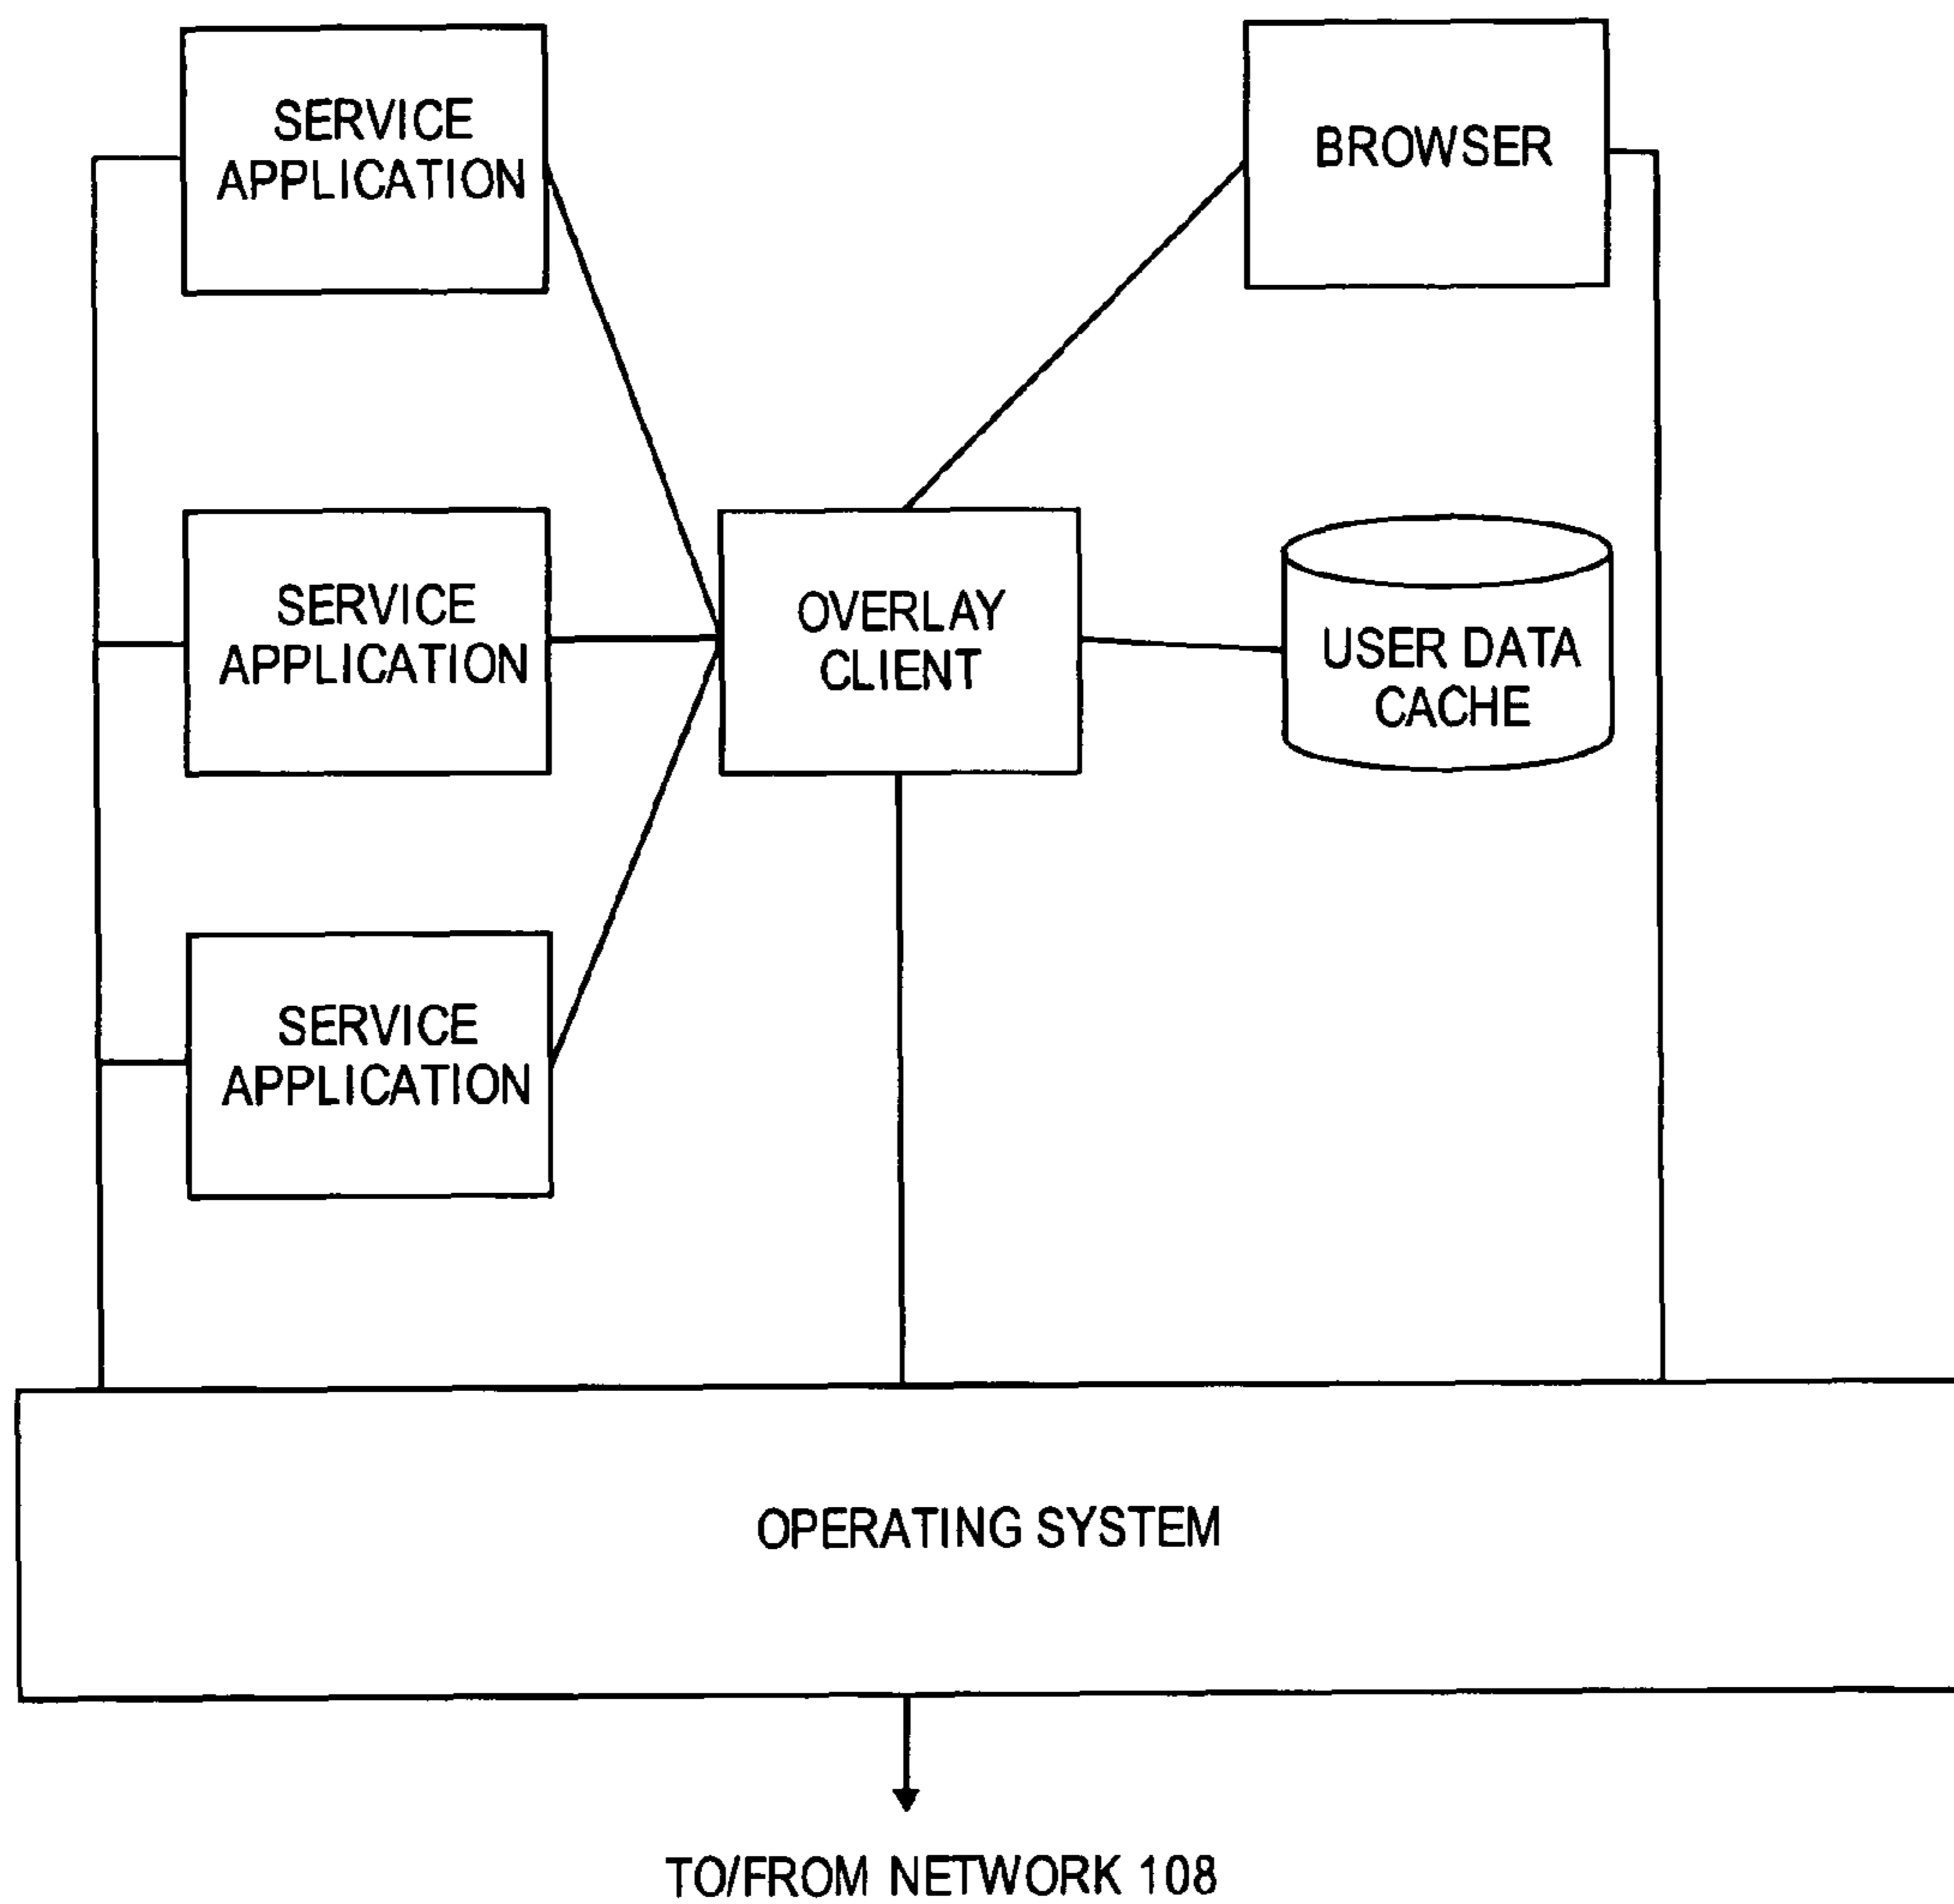 SERVICE
APPLICATION
BROWSER
SERVICE
APPLICATION
OVERLAY
CLIENT
USER DATA
CACHE
SERVICE
APPLICATION
OPERATING SYSTEM
TO/FROM NETWORK 108